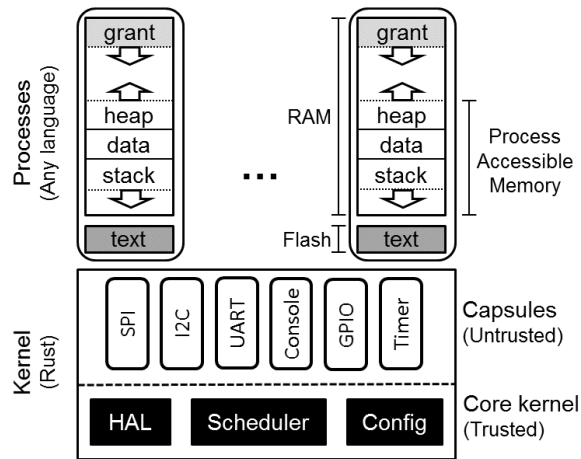 grant
heap
data
stack
text
Processes
(Any language)
...
RAM
Flash
grant
heap
data
stack
text
Process
Accessible
Memory
Kernel
(Rust)
SPI
I2C
UART
Console
GPIO
Timer
Capsules
(Untrusted)
HAL
Scheduler
Config
Core kernel
(Trusted)